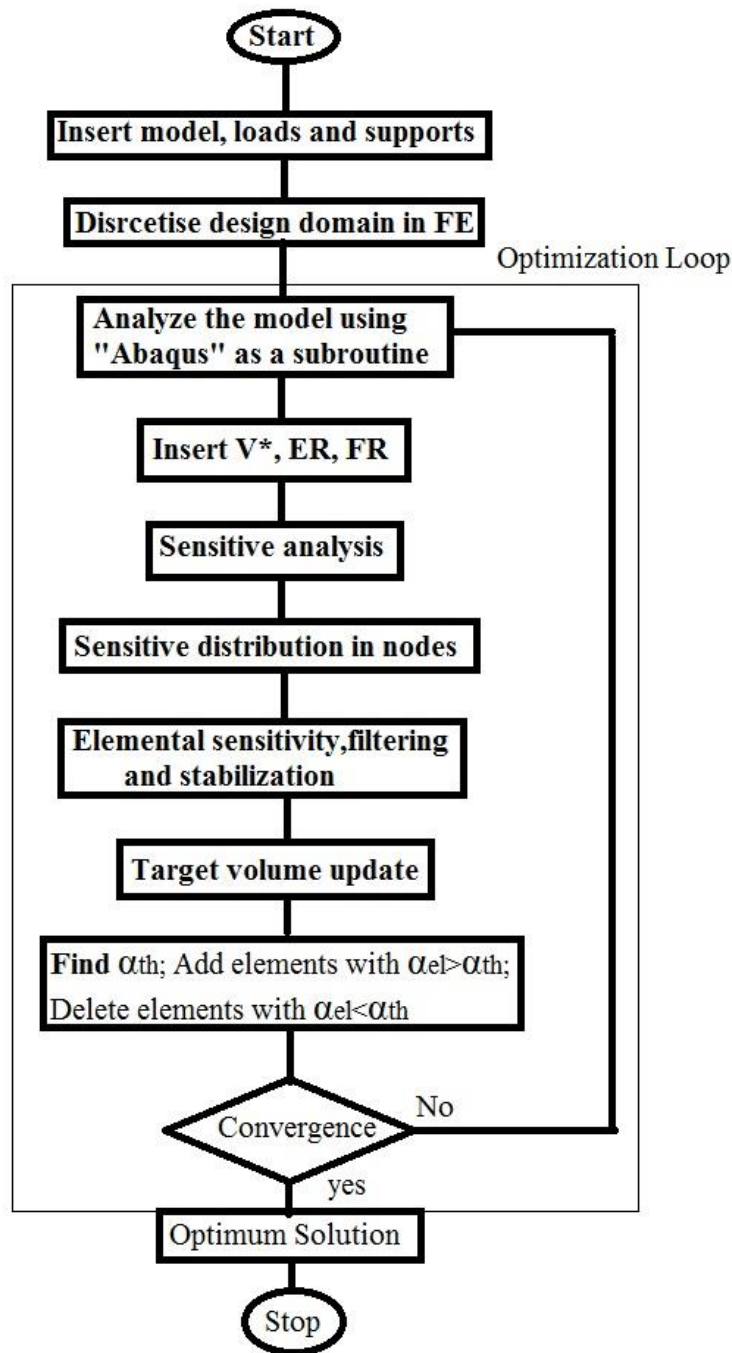 Start
Insert model, loads and supports
Disrcetise design domain in FE
Optimization Loop
Analyze the model using
"Abaqus" as a subroutine
Insert V*, ER, FR
Sensitive analysis
Sensitive distribution in nodes
Elemental sensitivity,filtering
and stabilization
Target volume update
Find αth; Add elements with αel>αth;
Delete elements with αel<αth
No
Convergence
yes
Optimum Solution
Stop